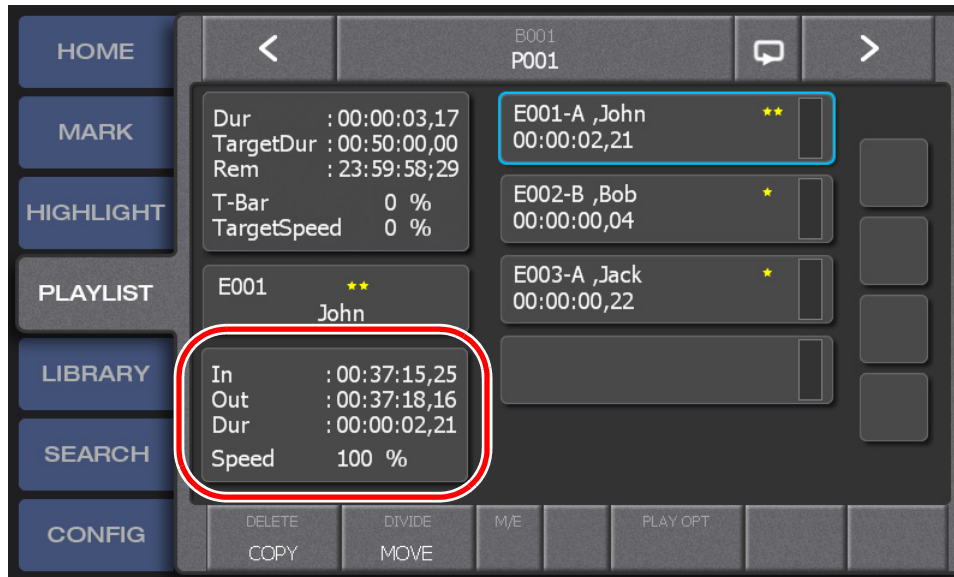 HOME
MARK
HIGHLIGHT
PLAYLIST
LIBRARY
SEARCH
CONFIG
<
B001
P001
>
Dur : 00:00:03,17
TargetDur : 00:50:00,00
Rem : 23:59:58;29
T-Bar 0 %
TargetSpeed 0 %
E001 ★★
John
In : 00:37:15,25
Out : 00:37:18,16
Dur : 00:00:02,21
Speed 100 %
E001-A ,John ★★
00:00:02,21
E002-B ,Bob ★
00:00:00,04
E003-A ,Jack ★
00:00:00,22
DELETE DIVIDE M/E PLAY OPT
COPY MOVE